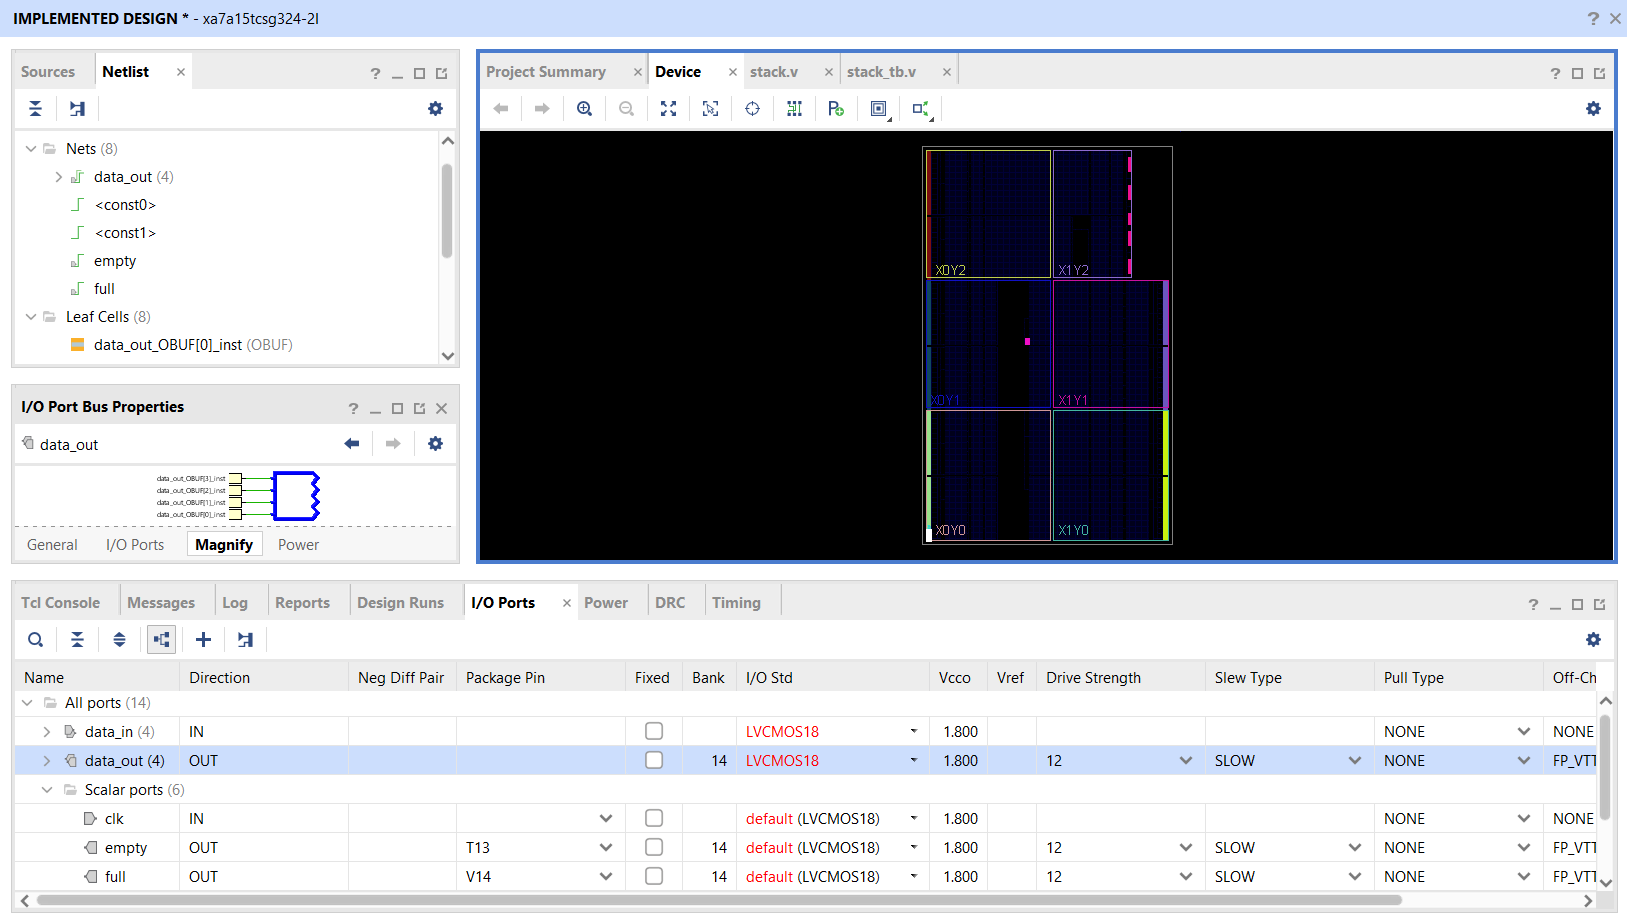 IMPLEMENTED DESIGN * - xa7a15tcsg324-2I
Sources Netlist
Nets (8)
data_out (4)
<const0>
<const1>
empty
full
Leaf Cells (8)
data_out_OBUF[0]_inst (OBUF)
I/O Port Bus Properties
data_out
data_out_OBUF[3]_inst
data_out_OBUF[2]_inst
data_out_OBUF[1]_inst
data_out_OBUF[0]_inst
General I/O Ports Magnify Power
Project Summary Device stack.v stack_tb.v
X0Y2 X1Y2
X0Y1 X1Y1
X0Y0 X1Y0
Tcl Console Messages Log Reports Design Runs I/O Ports Power DRC Timing
Name Direction Neg Diff Pair Package Pin Fixed Bank I/O Std Vcco Vref Drive Strength Slew Type Pull Type Off-Ch
All ports (14)
data_in (4) IN LVCMOS18 1.800 NONE NONE
data_out (4) OUT 14 LVCMOS18 1.800 12 SLOW NONE FP_VTT
Scalar ports (6)
clk IN default (LVCMOS18) 1.800 NONE NONE
empty OUT T13 14 default (LVCMOS18) 1.800 12 SLOW NONE FP_VTT
full OUT V14 14 default (LVCMOS18) 1.800 12 SLOW NONE FP_VTT